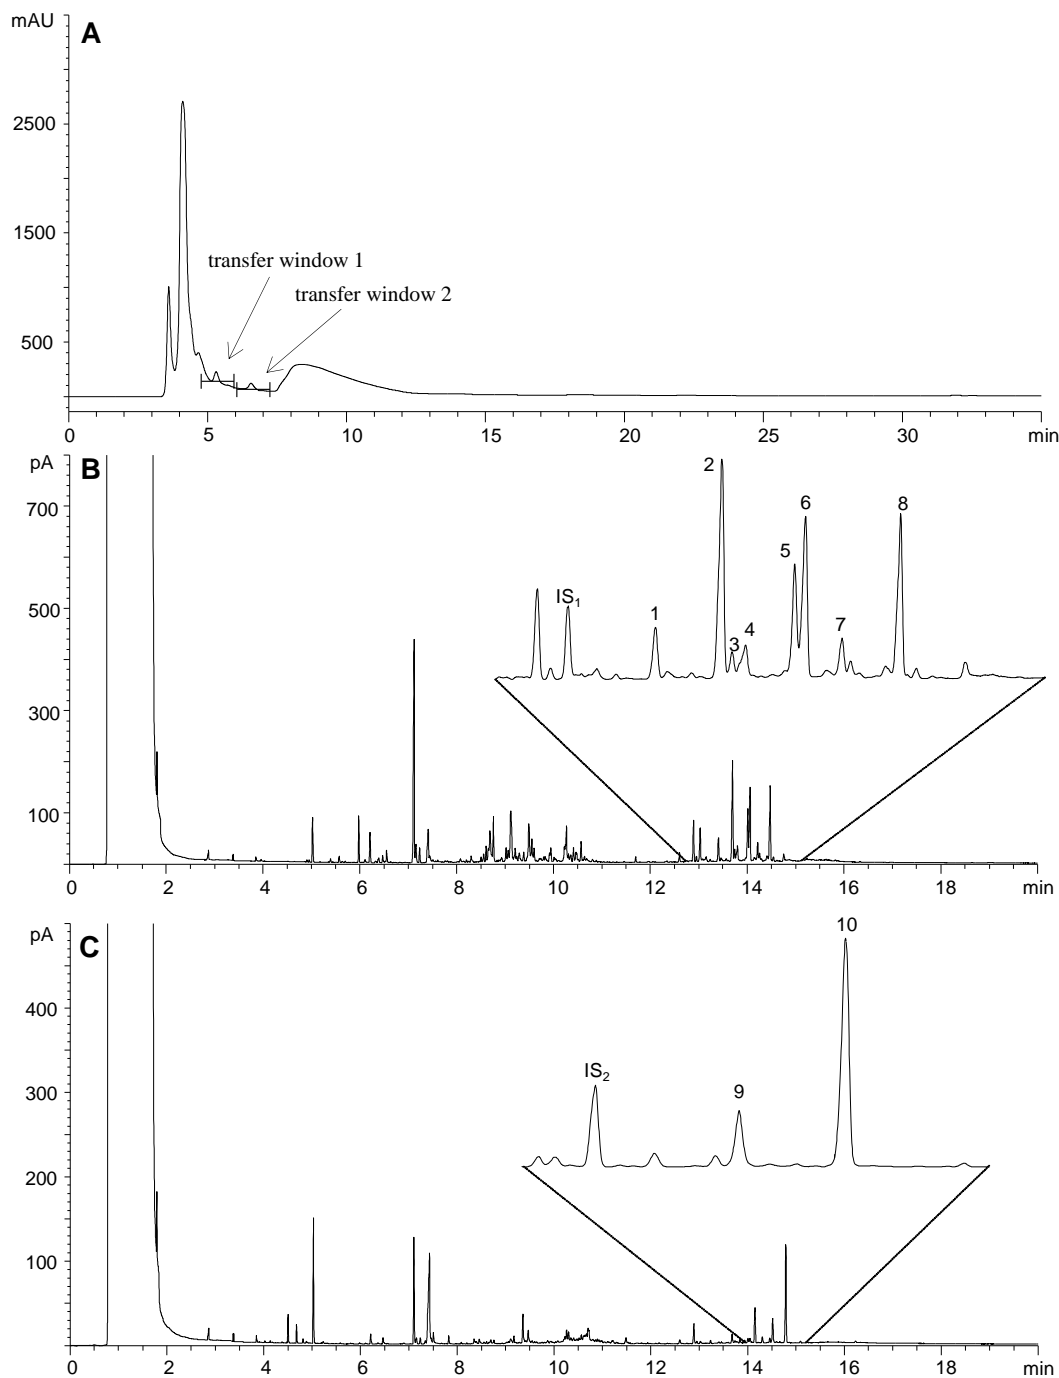 mAU
A
2500
1500
500
transfer window 1
transfer window 2
0 5 10 15 20 25 30 min
pA
B
700
500
300
100
IS1
1
2
3
4
5
6
7
8
0 2 4 6 8 10 12 14 16 18 min
pA
C
400
300
200
100
IS2
9
10
0 2 4 6 8 10 12 14 16 18 min